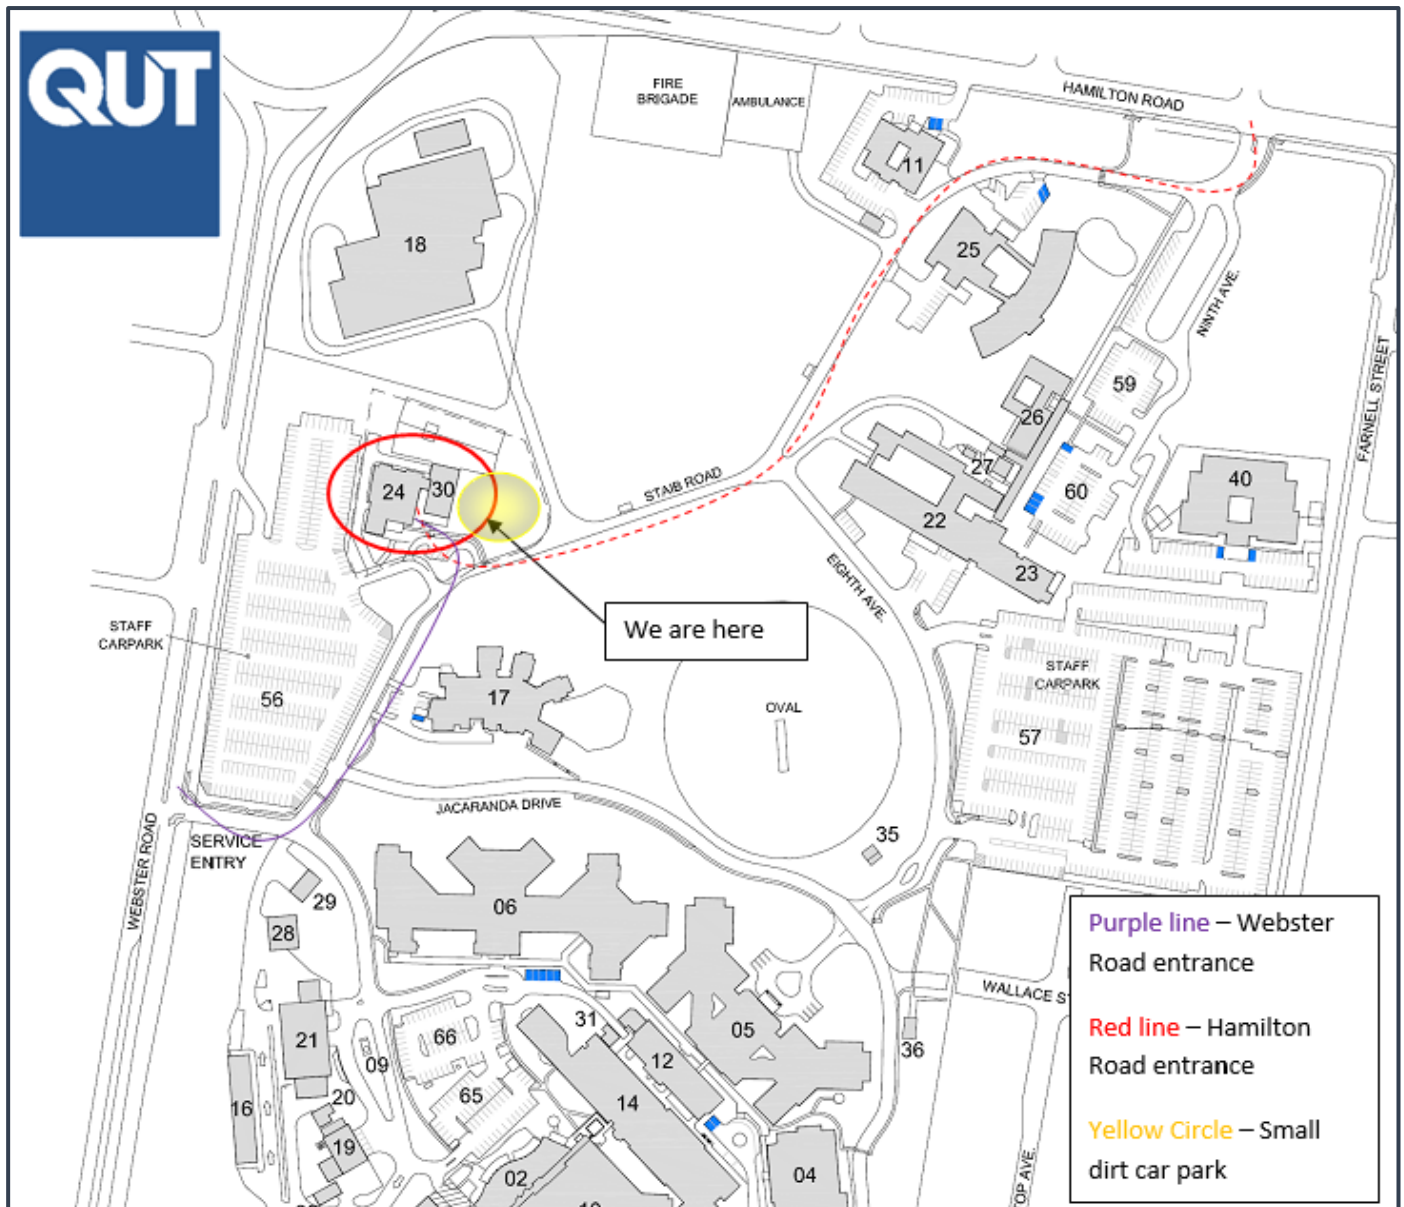 QUT
FIRE
BRIGADE
AMBULANCE
HAMILTON ROAD
11
18
25
NINTH AVE.
FARNELL STREET
59
26
27
24
30
STAIB ROAD
22
60
40
23
EIGHTH AVE.
We are here
STAFF
CARPARK
56
17
OVAL
STAFF
CARPARK
57
JACARANDA DRIVE
WEBSTER ROAD
SERVICE
ENTRY
35
29
28
06
Purple line – Webster
Road entrance
Red line – Hamilton
Road entrance
Yellow Circle – Small
dirt car park
WALLACE
31
05
36
21
09
66
12
16
20
65
14
19
02
04